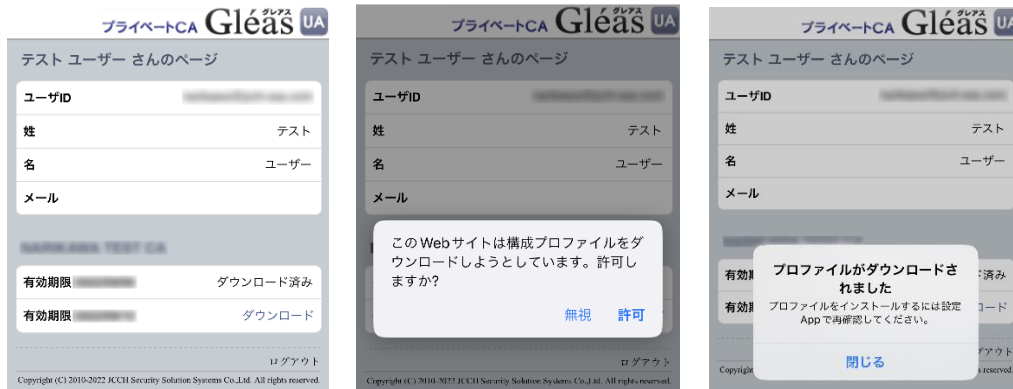 プライベートCA Gléas グレアス UA
テスト ユーザー さんのページ
ユーザID
姓 テスト
名 ユーザー
メール
有効期限 ダウンロード済み
有効期限 ダウンロード
ログアウト
Copyright (C) 2010-2022 JCCH Security Solution Systems Co.,Ltd. All rights reserved.
プライベートCA Gléas グレアス UA
テスト ユーザー さんのページ
ユーザID
姓 テスト
名 ユーザー
メール
このWebサイトは構成プロファイルをダ
ウンロードしようとしています。許可し
ますか?
無視 許可
ログアウト
Copyright (C) 2010-2022 JCCH Security Solution Systems Co.,Ltd. All rights reserved.
プライベートCA Gléas グレアス UA
テスト ユーザー さんのページ
ユーザID
姓 テスト
名 ユーザー
メール
プロファイルがダウンロードさ
れました
プロファイルをインストールするには設定
Appで再確認してください。
閉じる
有効 済み
有効 ード
アウト
Copyrigh s reserved.